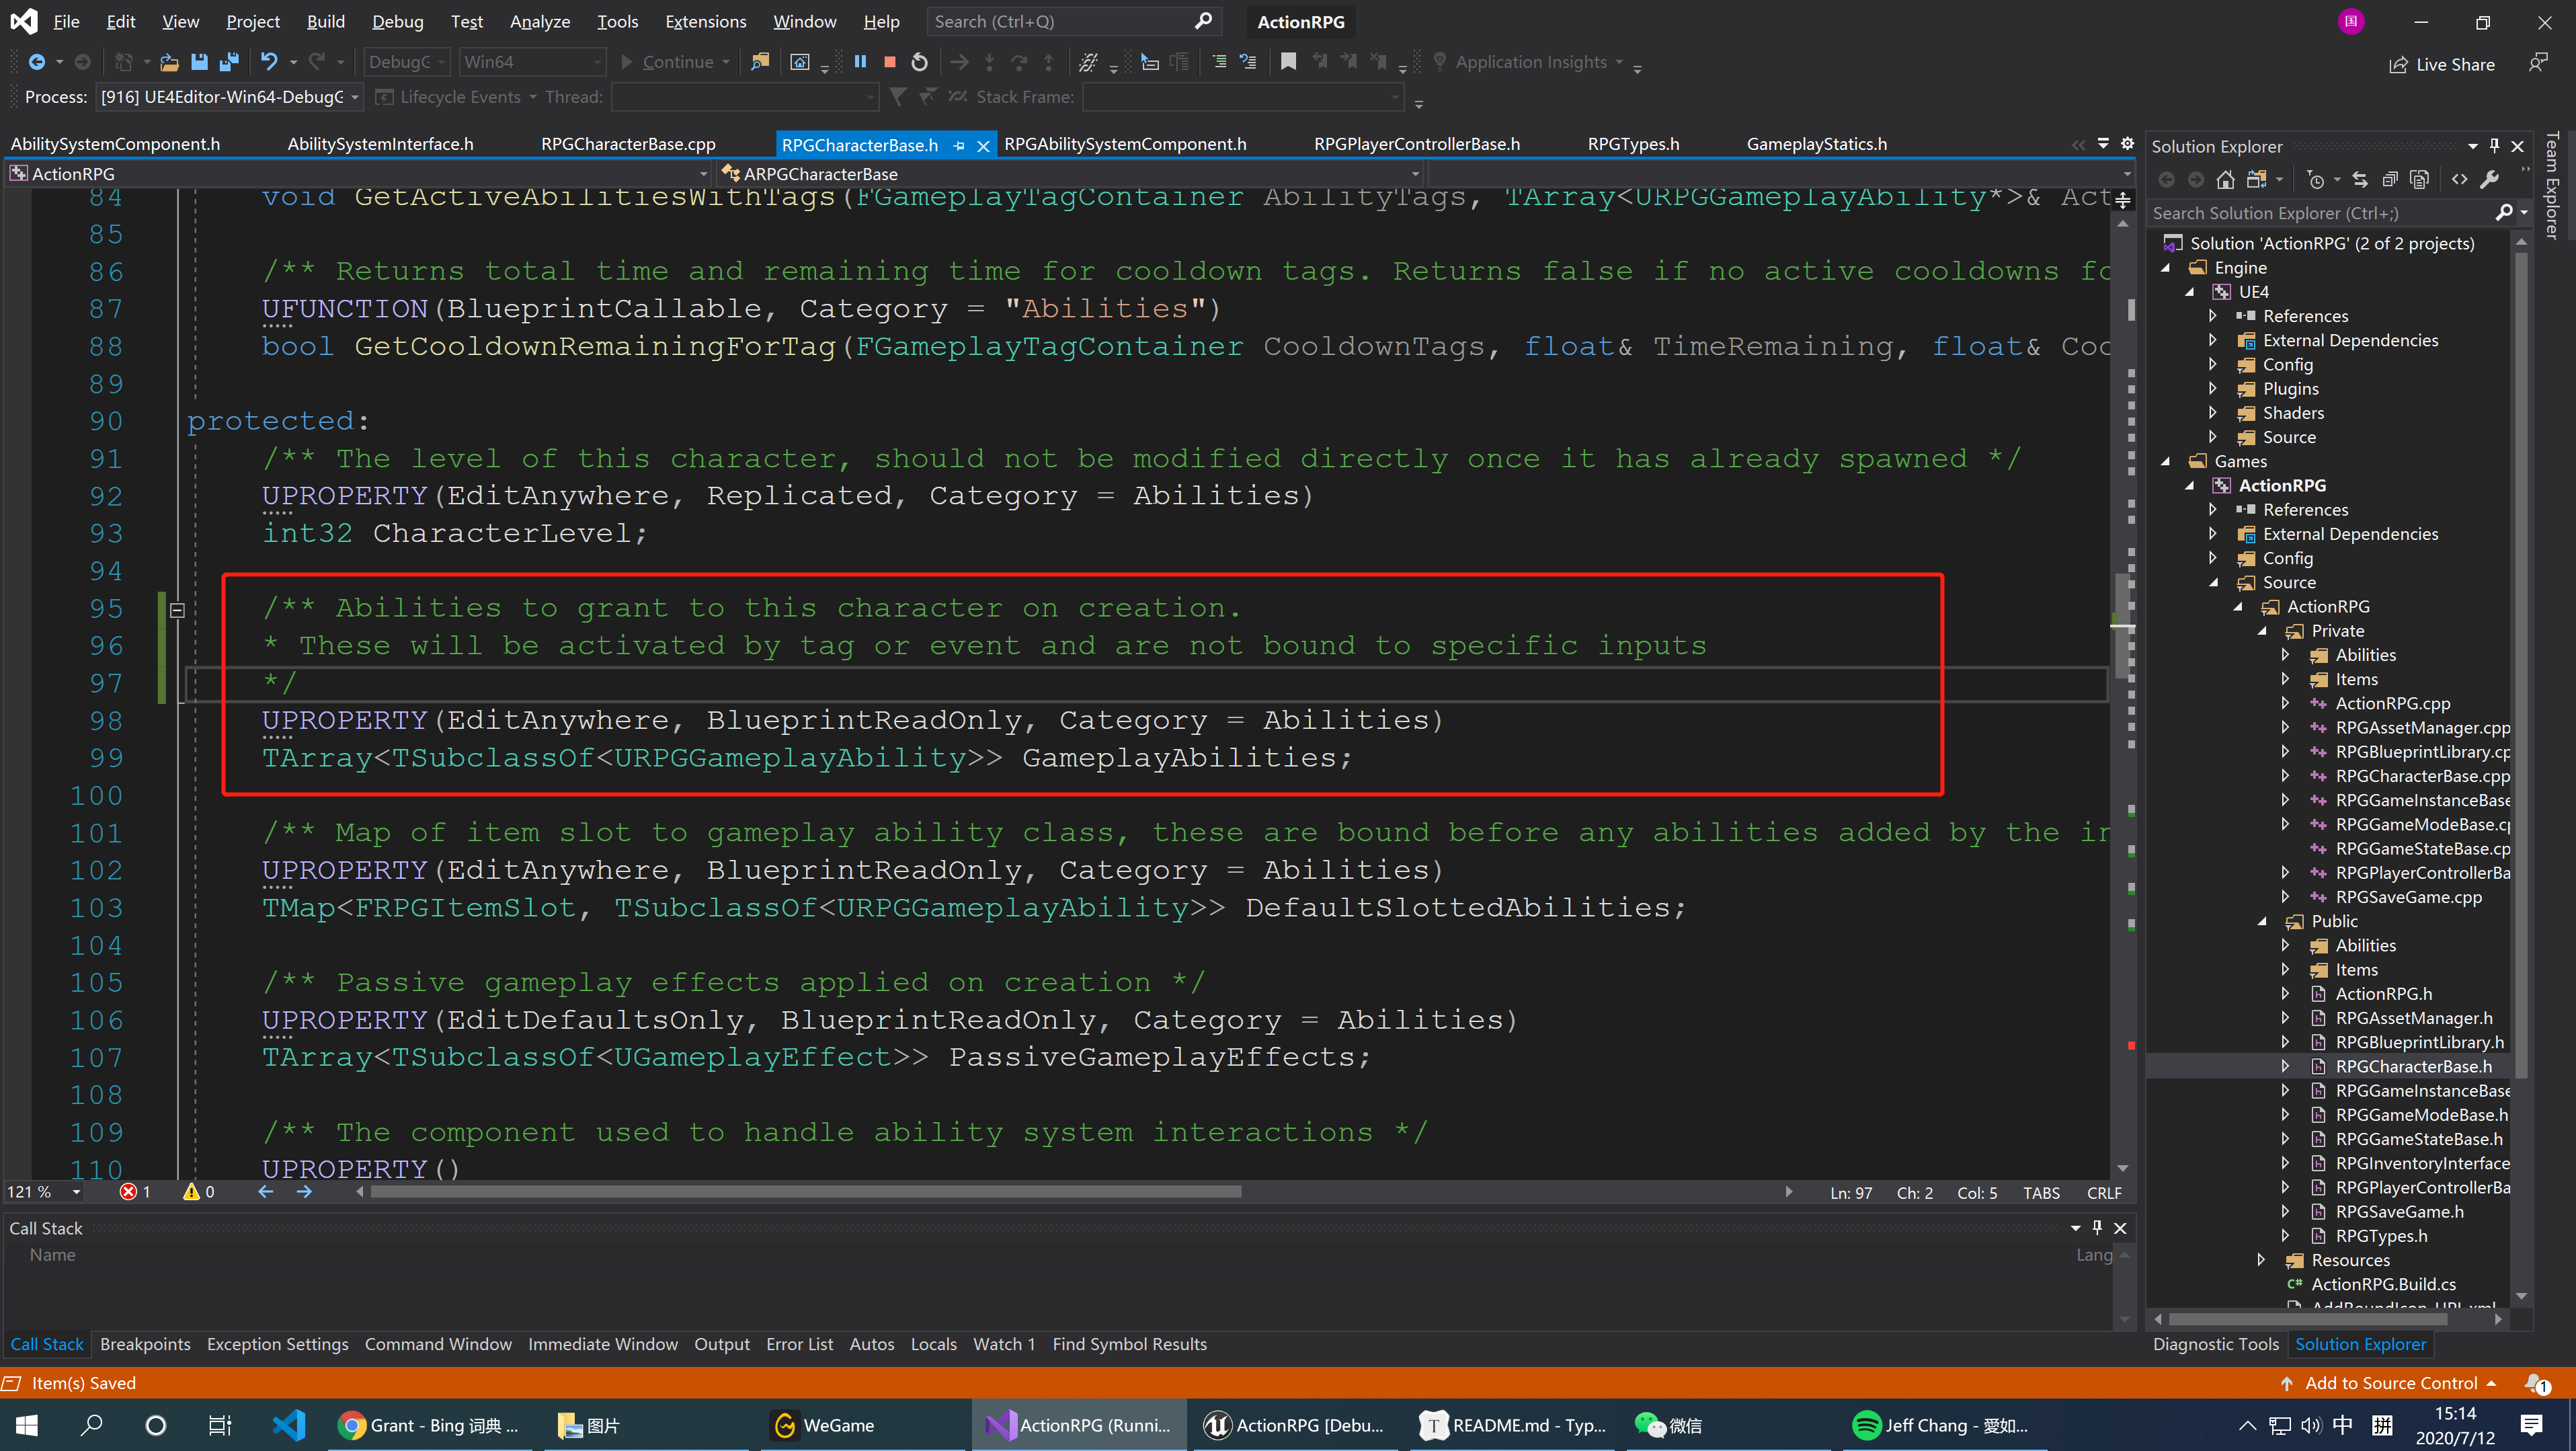 File Edit View Project Build Debug Test Analyze Tools Extensions Window Help Search (Ctrl+Q) ActionRPG 国
DebugG Win64 Continue Application Insights Live Share
Process: [916] UE4Editor-Win64-DebugG Lifecycle Events Thread: Stack Frame:
AbilitySystemComponent.h AbilitySystemInterface.h RPGCharacterBase.cpp RPGCharacterBase.h RPGAbilitySystemComponent.h RPGPlayerControllerBase.h RPGTypes.h GameplayStatics.h
ActionRPG ARPGCharacterBase
84 void GetActiveAbilitiesWithTags(FGameplayTagContainer AbilityTags, TArray<URPGGameplayAbility*>& Act
85
86 /** Returns total time and remaining time for cooldown tags. Returns false if no active cooldowns fo
87 UFUNCTION(BlueprintCallable, Category = "Abilities")
88 bool GetCooldownRemainingForTag(FGameplayTagContainer CooldownTags, float& TimeRemaining, float& Coo
89
90 protected:
91 /** The level of this character, should not be modified directly once it has already spawned */
92 UPROPERTY(EditAnywhere, Replicated, Category = Abilities)
93 int32 CharacterLevel;
94
95 /** Abilities to grant to this character on creation.
96 * These will be activated by tag or event and are not bound to specific inputs
97 */
98 UPROPERTY(EditAnywhere, BlueprintReadOnly, Category = Abilities)
99 TArray<TSubclassOf<URPGGameplayAbility>> GameplayAbilities;
100
101 /** Map of item slot to gameplay ability class, these are bound before any abilities added by the in
102 UPROPERTY(EditAnywhere, BlueprintReadOnly, Category = Abilities)
103 TMap<FRPGItemSlot, TSubclassOf<URPGGameplayAbility>> DefaultSlottedAbilities;
104
105 /** Passive gameplay effects applied on creation */
106 UPROPERTY(EditDefaultsOnly, BlueprintReadOnly, Category = Abilities)
107 TArray<TSubclassOf<UGameplayEffect>> PassiveGameplayEffects;
108
109 /** The component used to handle ability system interactions */
110 UPROPERTY()
121 % 1 0 Ln: 97 Ch: 2 Col: 5 TABS CRLF
Call Stack
Name Lang
Call Stack Breakpoints Exception Settings Command Window Immediate Window Output Error List Autos Locals Watch 1 Find Symbol Results
Solution Explorer
Search Solution Explorer (Ctrl+;)
Solution 'ActionRPG' (2 of 2 projects)
Engine
UE4
References
External Dependencies
Config
Plugins
Shaders
Source
Games
ActionRPG
References
External Dependencies
Config
Source
ActionRPG
Private
Abilities
Items
ActionRPG.cpp
RPGAssetManager.cpp
RPGBlueprintLibrary.cp
RPGCharacterBase.cpp
RPGGameInstanceBase
RPGGameModeBase.cp
RPGGameStateBase.cp
RPGPlayerControllerBa
RPGSaveGame.cpp
Public
Abilities
Items
ActionRPG.h
RPGAssetManager.h
RPGBlueprintLibrary.h
RPGCharacterBase.h
RPGGameInstanceBase
RPGGameModeBase.h
RPGGameStateBase.h
RPGInventoryInterface
RPGPlayerControllerBa
RPGSaveGame.h
RPGTypes.h
Resources
ActionRPG.Build.cs
Diagnostic Tools Solution Explorer
Team Explorer
Item(s) Saved Add to Source Control 1
Grant - Bing 词典 ... 图片 WeGame ActionRPG (Runni... ActionRPG [Debu... README.md - Typ... 微信 Jeff Chang - 愛如... 中 拼 15:14
2020/7/12